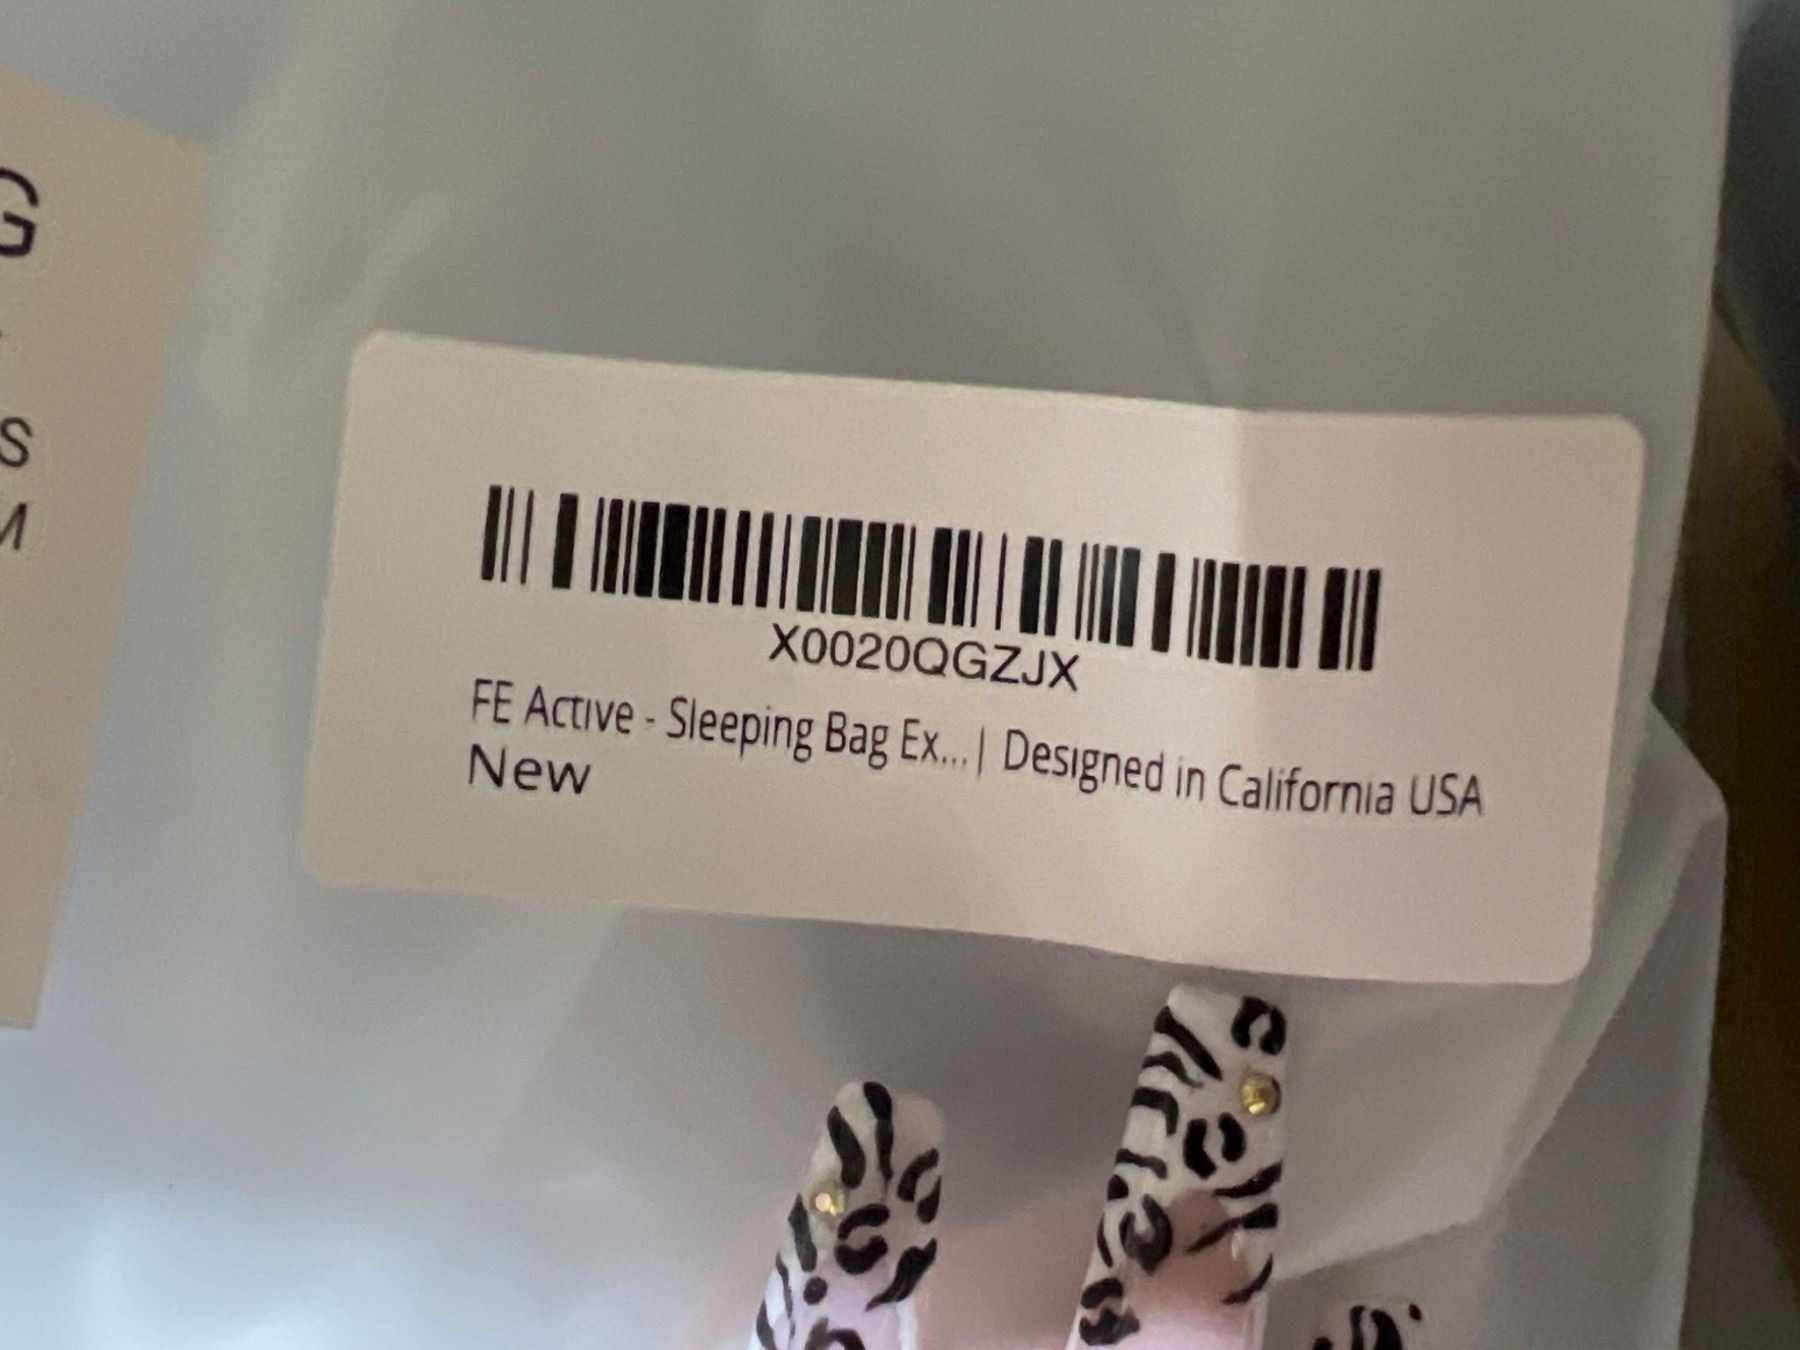 G
S
M
X0020QGZJX
FE Active - Sleeping Bag Ex...| Designed in California USA
New